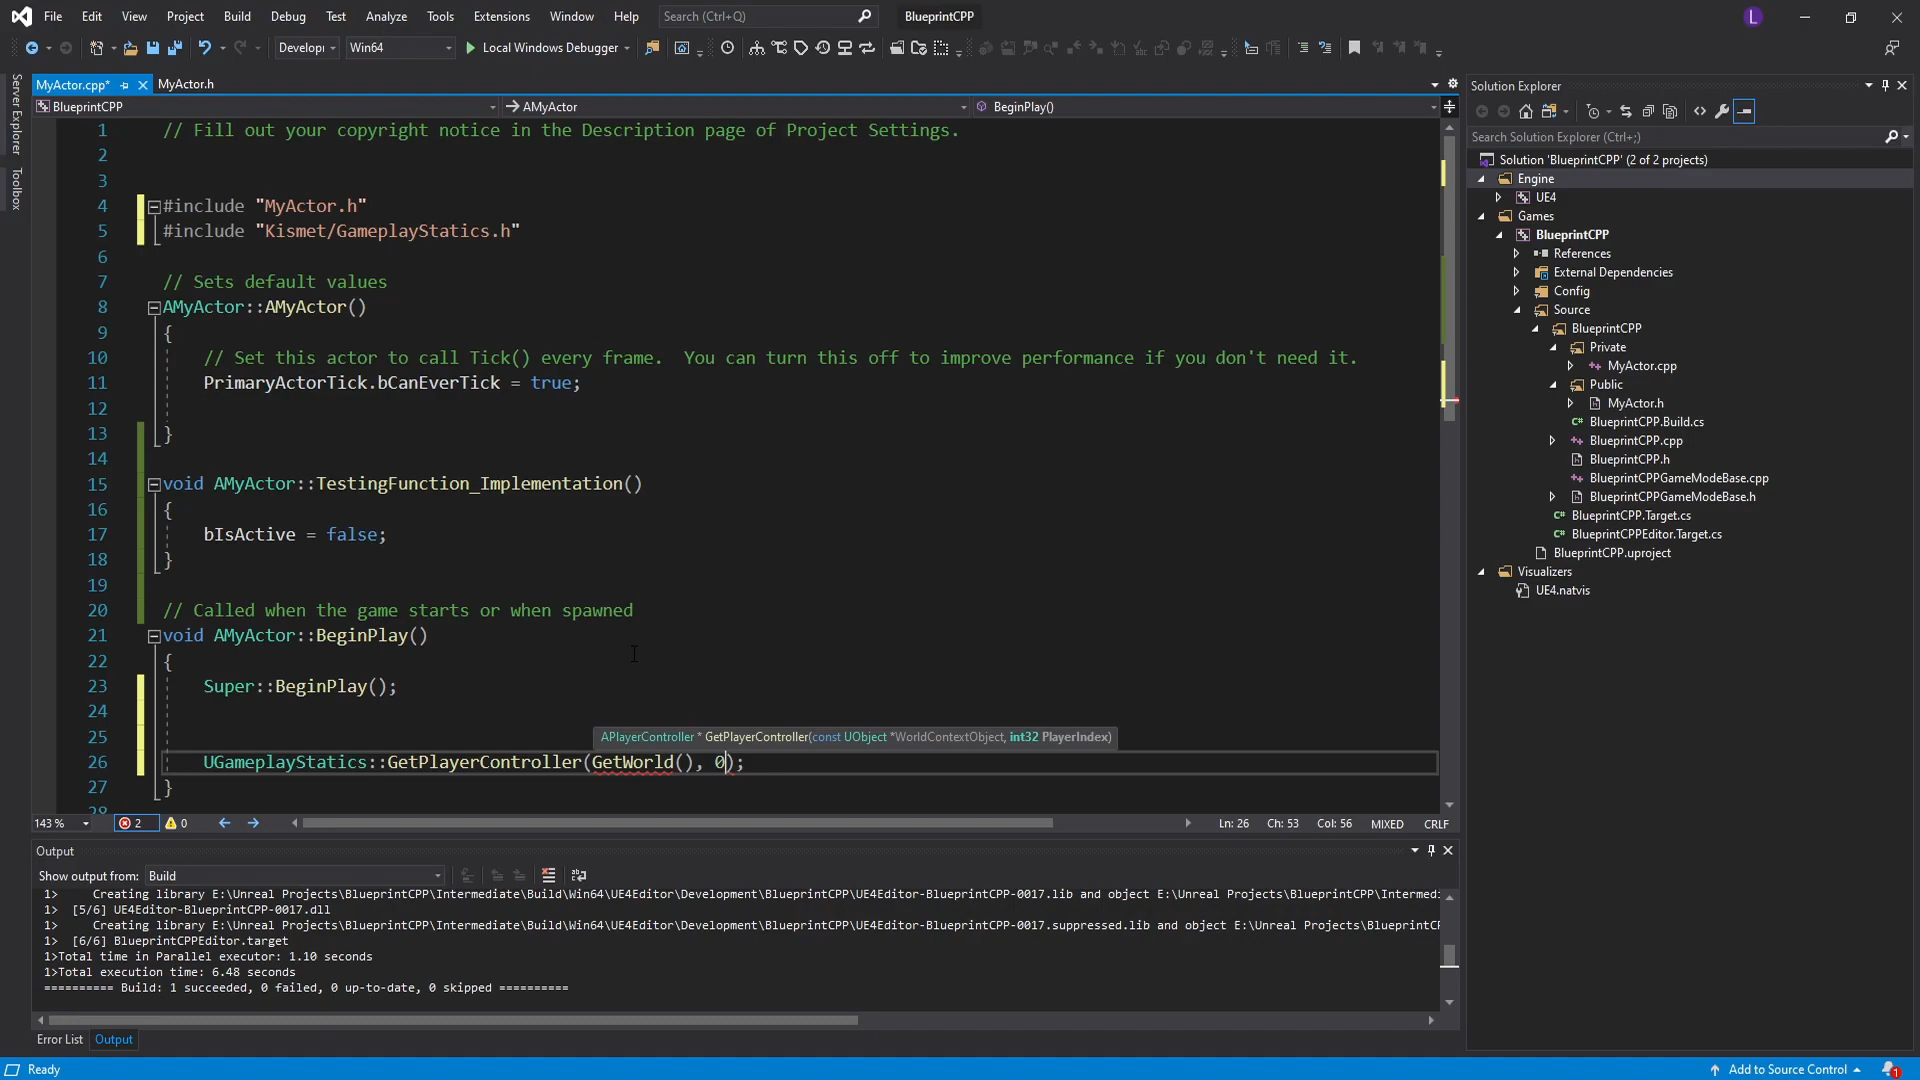 File Edit View Project Build Debug Test Analyze Tools Extensions Window Help Search (Ctrl+Q) BlueprintCPP L
Develop Win64 Local Windows Debugger
Server Explorer
Toolbox
MyActor.cpp* MyActor.h
BlueprintCPP AMyActor BeginPlay()
1 // Fill out your copyright notice in the Description page of Project Settings.
2
3
4 #include "MyActor.h"
5 #include "Kismet/GameplayStatics.h"
6
7 // Sets default values
8 AMyActor::AMyActor()
9 {
10 // Set this actor to call Tick() every frame.  You can turn this off to improve performance if you don't need it.
11 PrimaryActorTick.bCanEverTick = true;
12
13 }
14
15 void AMyActor::TestingFunction_Implementation()
16 {
17 bIsActive = false;
18 }
19
20 // Called when the game starts or when spawned
21 void AMyActor::BeginPlay()
22 {
23 Super::BeginPlay();
24
25
APlayerController * GetPlayerController(const UObject *WorldContextObject, int32 PlayerIndex)
26 UGameplayStatics::GetPlayerController(GetWorld(), 0);
27 }
28
143 % 2 0 Ln: 26 Ch: 53 Col: 56 MIXED CRLF
Output
Show output from: Build
1>     Creating library E:\Unreal Projects\BlueprintCPP\Intermediate\Build\Win64\UE4Editor\Development\BlueprintCPP\UE4Editor-BlueprintCPP-0017.lib and object E:\Unreal Projects\BlueprintCPP\Intermedi
1>  [5/6] UE4Editor-BlueprintCPP-0017.dll
1>     Creating library E:\Unreal Projects\BlueprintCPP\Intermediate\Build\Win64\UE4Editor\Development\BlueprintCPP\UE4Editor-BlueprintCPP-0017.suppressed.lib and object E:\Unreal Projects\BlueprintCP
1>  [6/6] BlueprintCPPEditor.target
1>Total time in Parallel executor: 1.10 seconds
1>Total execution time: 6.48 seconds
========== Build: 1 succeeded, 0 failed, 0 up-to-date, 0 skipped ==========
Error List Output
Ready
Solution Explorer
Search Solution Explorer (Ctrl+;)
Solution 'BlueprintCPP' (2 of 2 projects)
Engine
UE4
Games
BlueprintCPP
References
External Dependencies
Config
Source
BlueprintCPP
Private
MyActor.cpp
Public
MyActor.h
BlueprintCPP.Build.cs
BlueprintCPP.cpp
BlueprintCPP.h
BlueprintCPPGameModeBase.cpp
BlueprintCPPGameModeBase.h
BlueprintCPP.Target.cs
BlueprintCPPEditor.Target.cs
BlueprintCPP.uproject
Visualizers
UE4.natvis
Add to Source Control 1